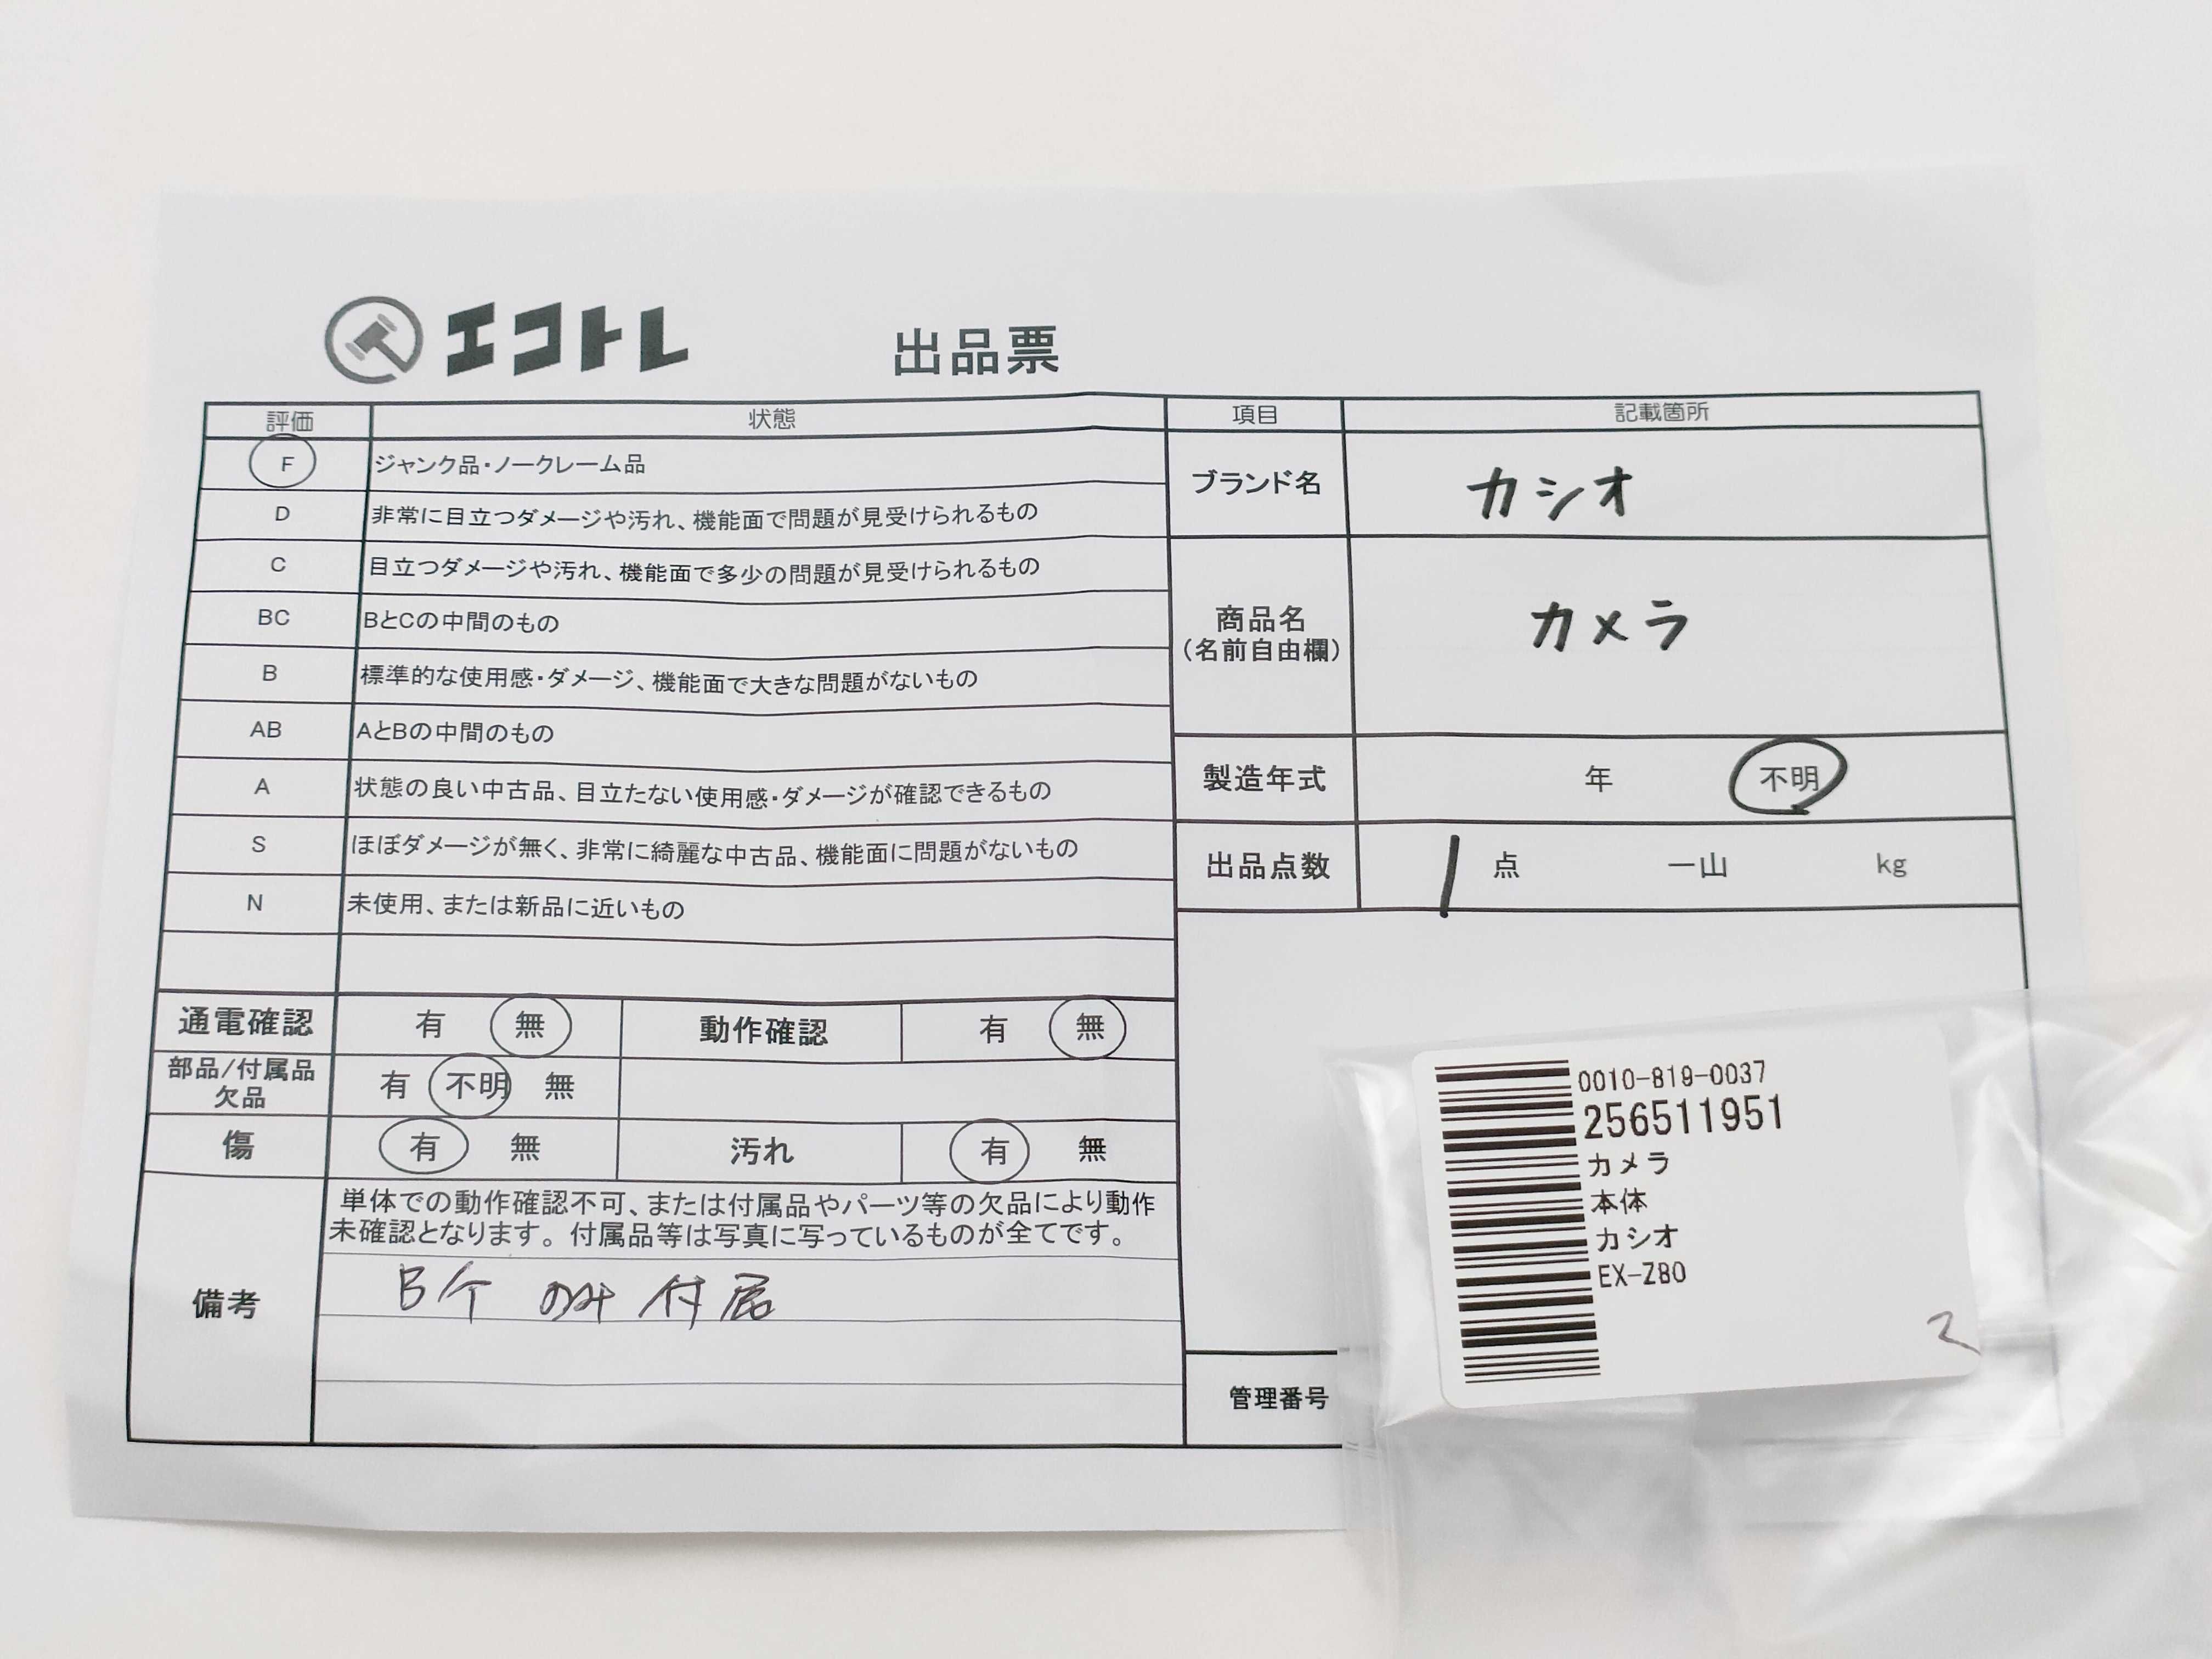 エコトレ
出品票
評価 状態
F ジャンク品・ノークレーム品
D 非常に目立つダメージや汚れ、機能面で問題が見受けられるもの
C 目立つダメージや汚れ、機能面で多少の問題が見受けられるもの
BC BとCの中間のもの
B 標準的な使用感・ダメージ、機能面で大きな問題がないもの
AB AとBの中間のもの
A 状態の良い中古品、目立たない使用感・ダメージが確認できるもの
S ほぼダメージが無く、非常に綺麗な中古品、機能面に問題がないもの
N 未使用、または新品に近いもの
通電確認 有 無 動作確認 有 無
部品/付属品
欠品 有 不明 無
傷 有 無 汚れ 有 無
備考
単体での動作確認不可、または付属品やパーツ等の欠品により動作
未確認となります。付属品等は写真に写っているものが全てです。
のみ 付属
項目 記載箇所
ブランド名 カシオ
商品名
(名前自由欄) カメラ
製造年式 年 不明
出品点数 1 点 一山 kg
管理番号
0010-819-0037
256511951
カメラ
本体
カシオ
EX-Z80
2